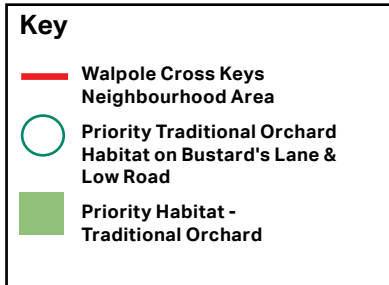 Key
Walpole Cross Keys
Neighbourhood Area
Priority Traditional Orchard
Habitat on Bustard's Lane &
Low Road
Priority Habitat -
Traditional Orchard